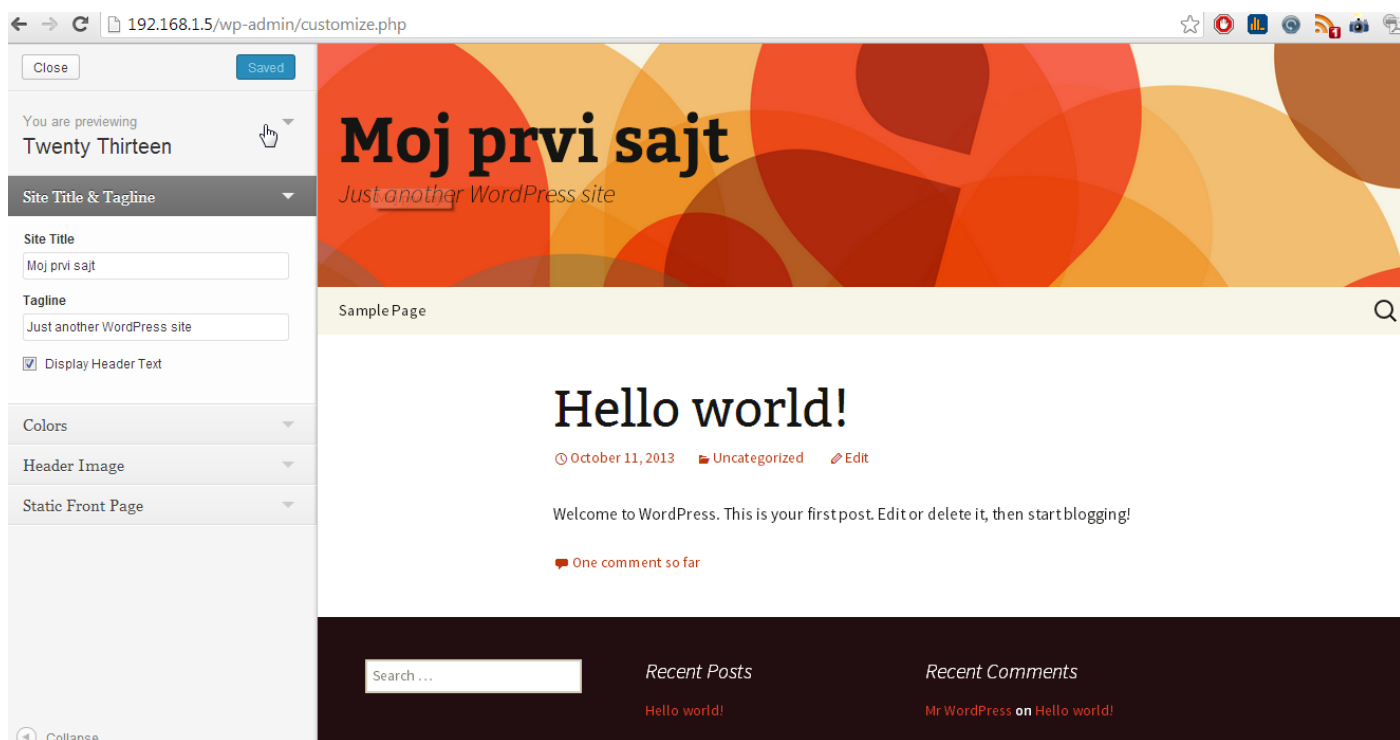 192.168.1.5/wp-admin/customize.php
1
Close
Saved
You are previewing
Twenty Thirteen
Site Title & Tagline
Site Title
Moj prvi sajt
Tagline
Just another WordPress site
Display Header Text
Colors
Header Image
Static Front Page
Collapse
Moj prvi sajt
Just another WordPress site
Sample Page
Hello world!
October 11, 2013 Uncategorized Edit
Welcome to WordPress. This is your first post. Edit or delete it, then start blogging!
One comment so far
Search ...
Recent Posts
Hello world!
Recent Comments
Mr WordPress on Hello world!